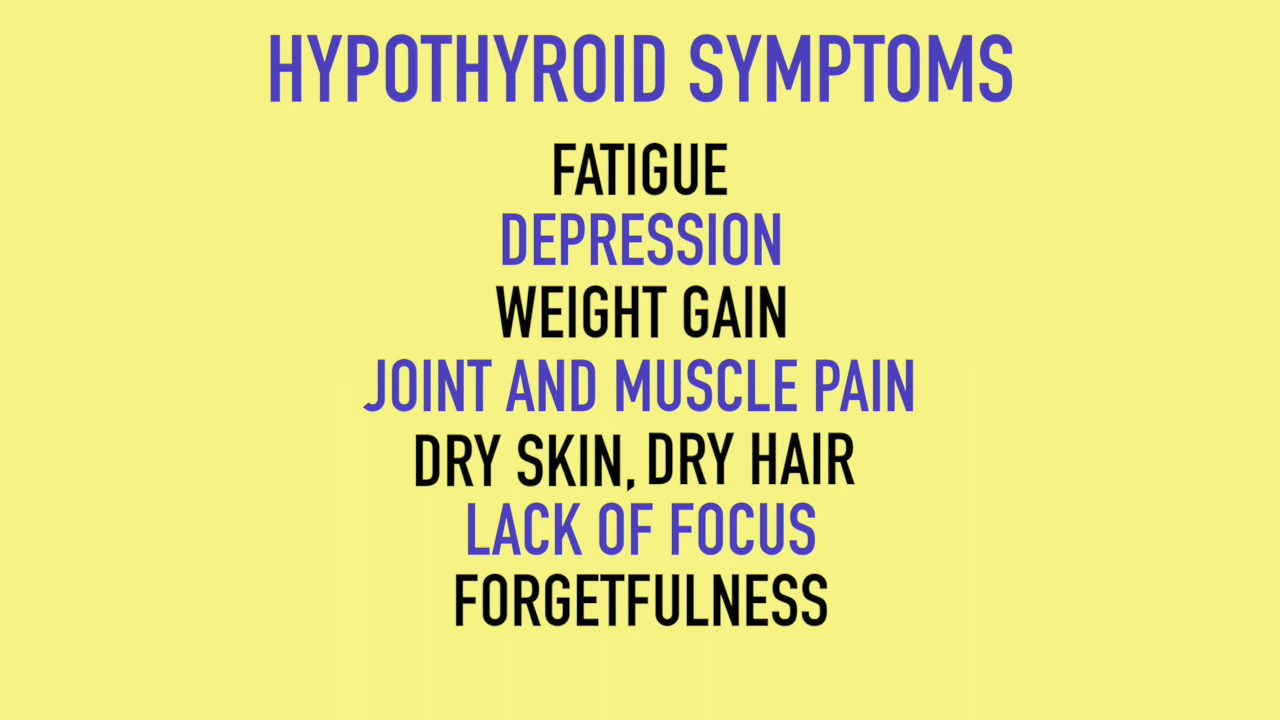 HYPOTHYROID SYMPTOMS
FATIGUE
DEPRESSION
WEIGHT GAIN
JOINT AND MUSCLE PAIN
DRY SKIN, DRY HAIR
LACK OF FOCUS
FORGETFULNESS